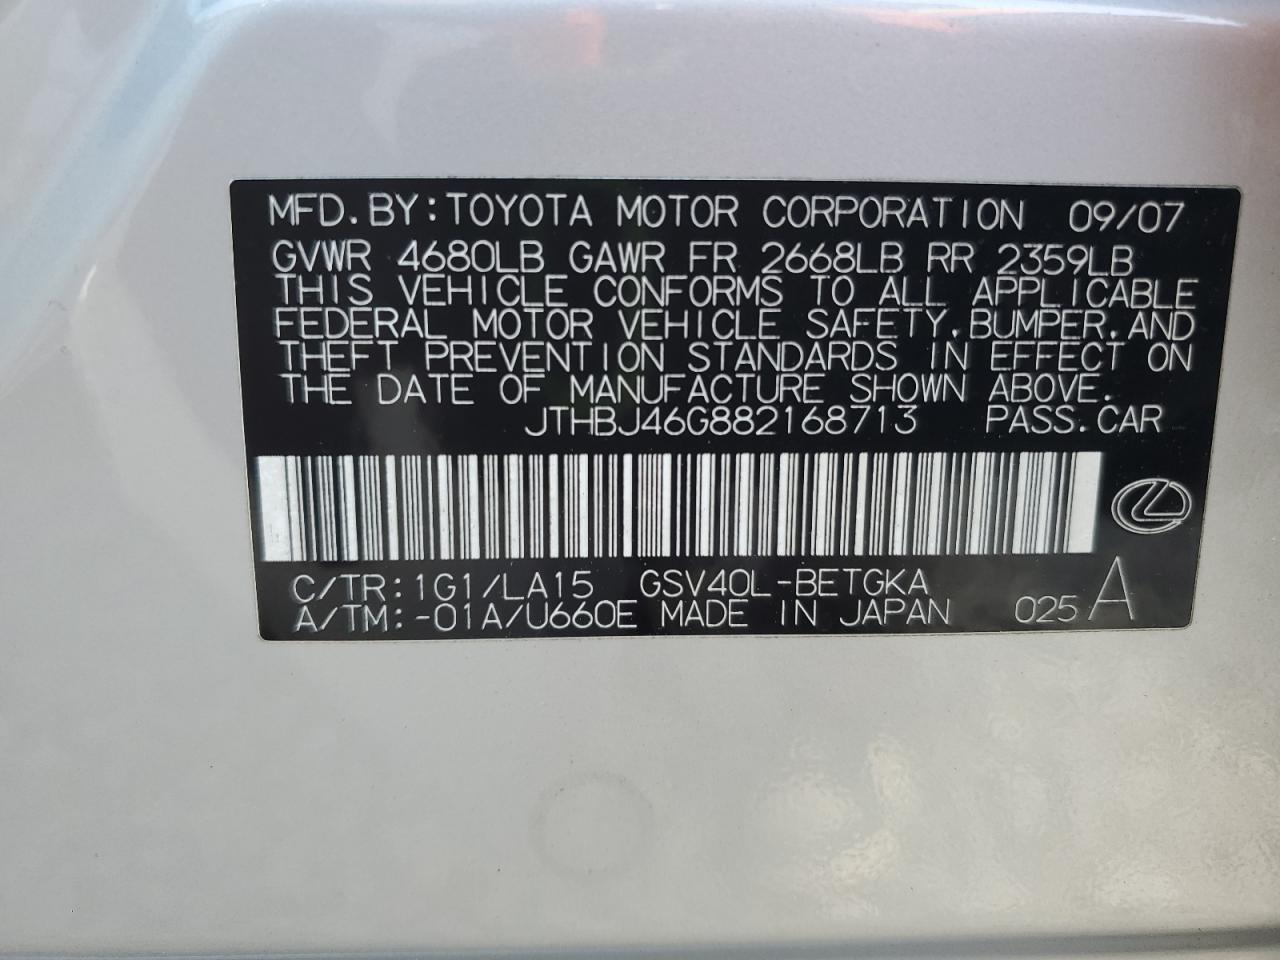 MFD.BY:TOYOTA MOTOR CORPORATION 09/07
GVWR 4680LB GAWR FR 2668LB RR 2359LB
THIS VEHICLE CONFORMS TO ALL APPLICABLE
FEDERAL MOTOR VEHICLE SAFETY,BUMPER,AND
THEFT PREVENTION STANDARDS IN EFFECT ON
THE DATE OF MANUFACTURE SHOWN ABOVE.
JTHBJ46G882168713 PASS.CAR
C/TR:1G1/LA15 GSV40L-BETGKA
A/TM:-01A/U660E MADE IN JAPAN 025 A